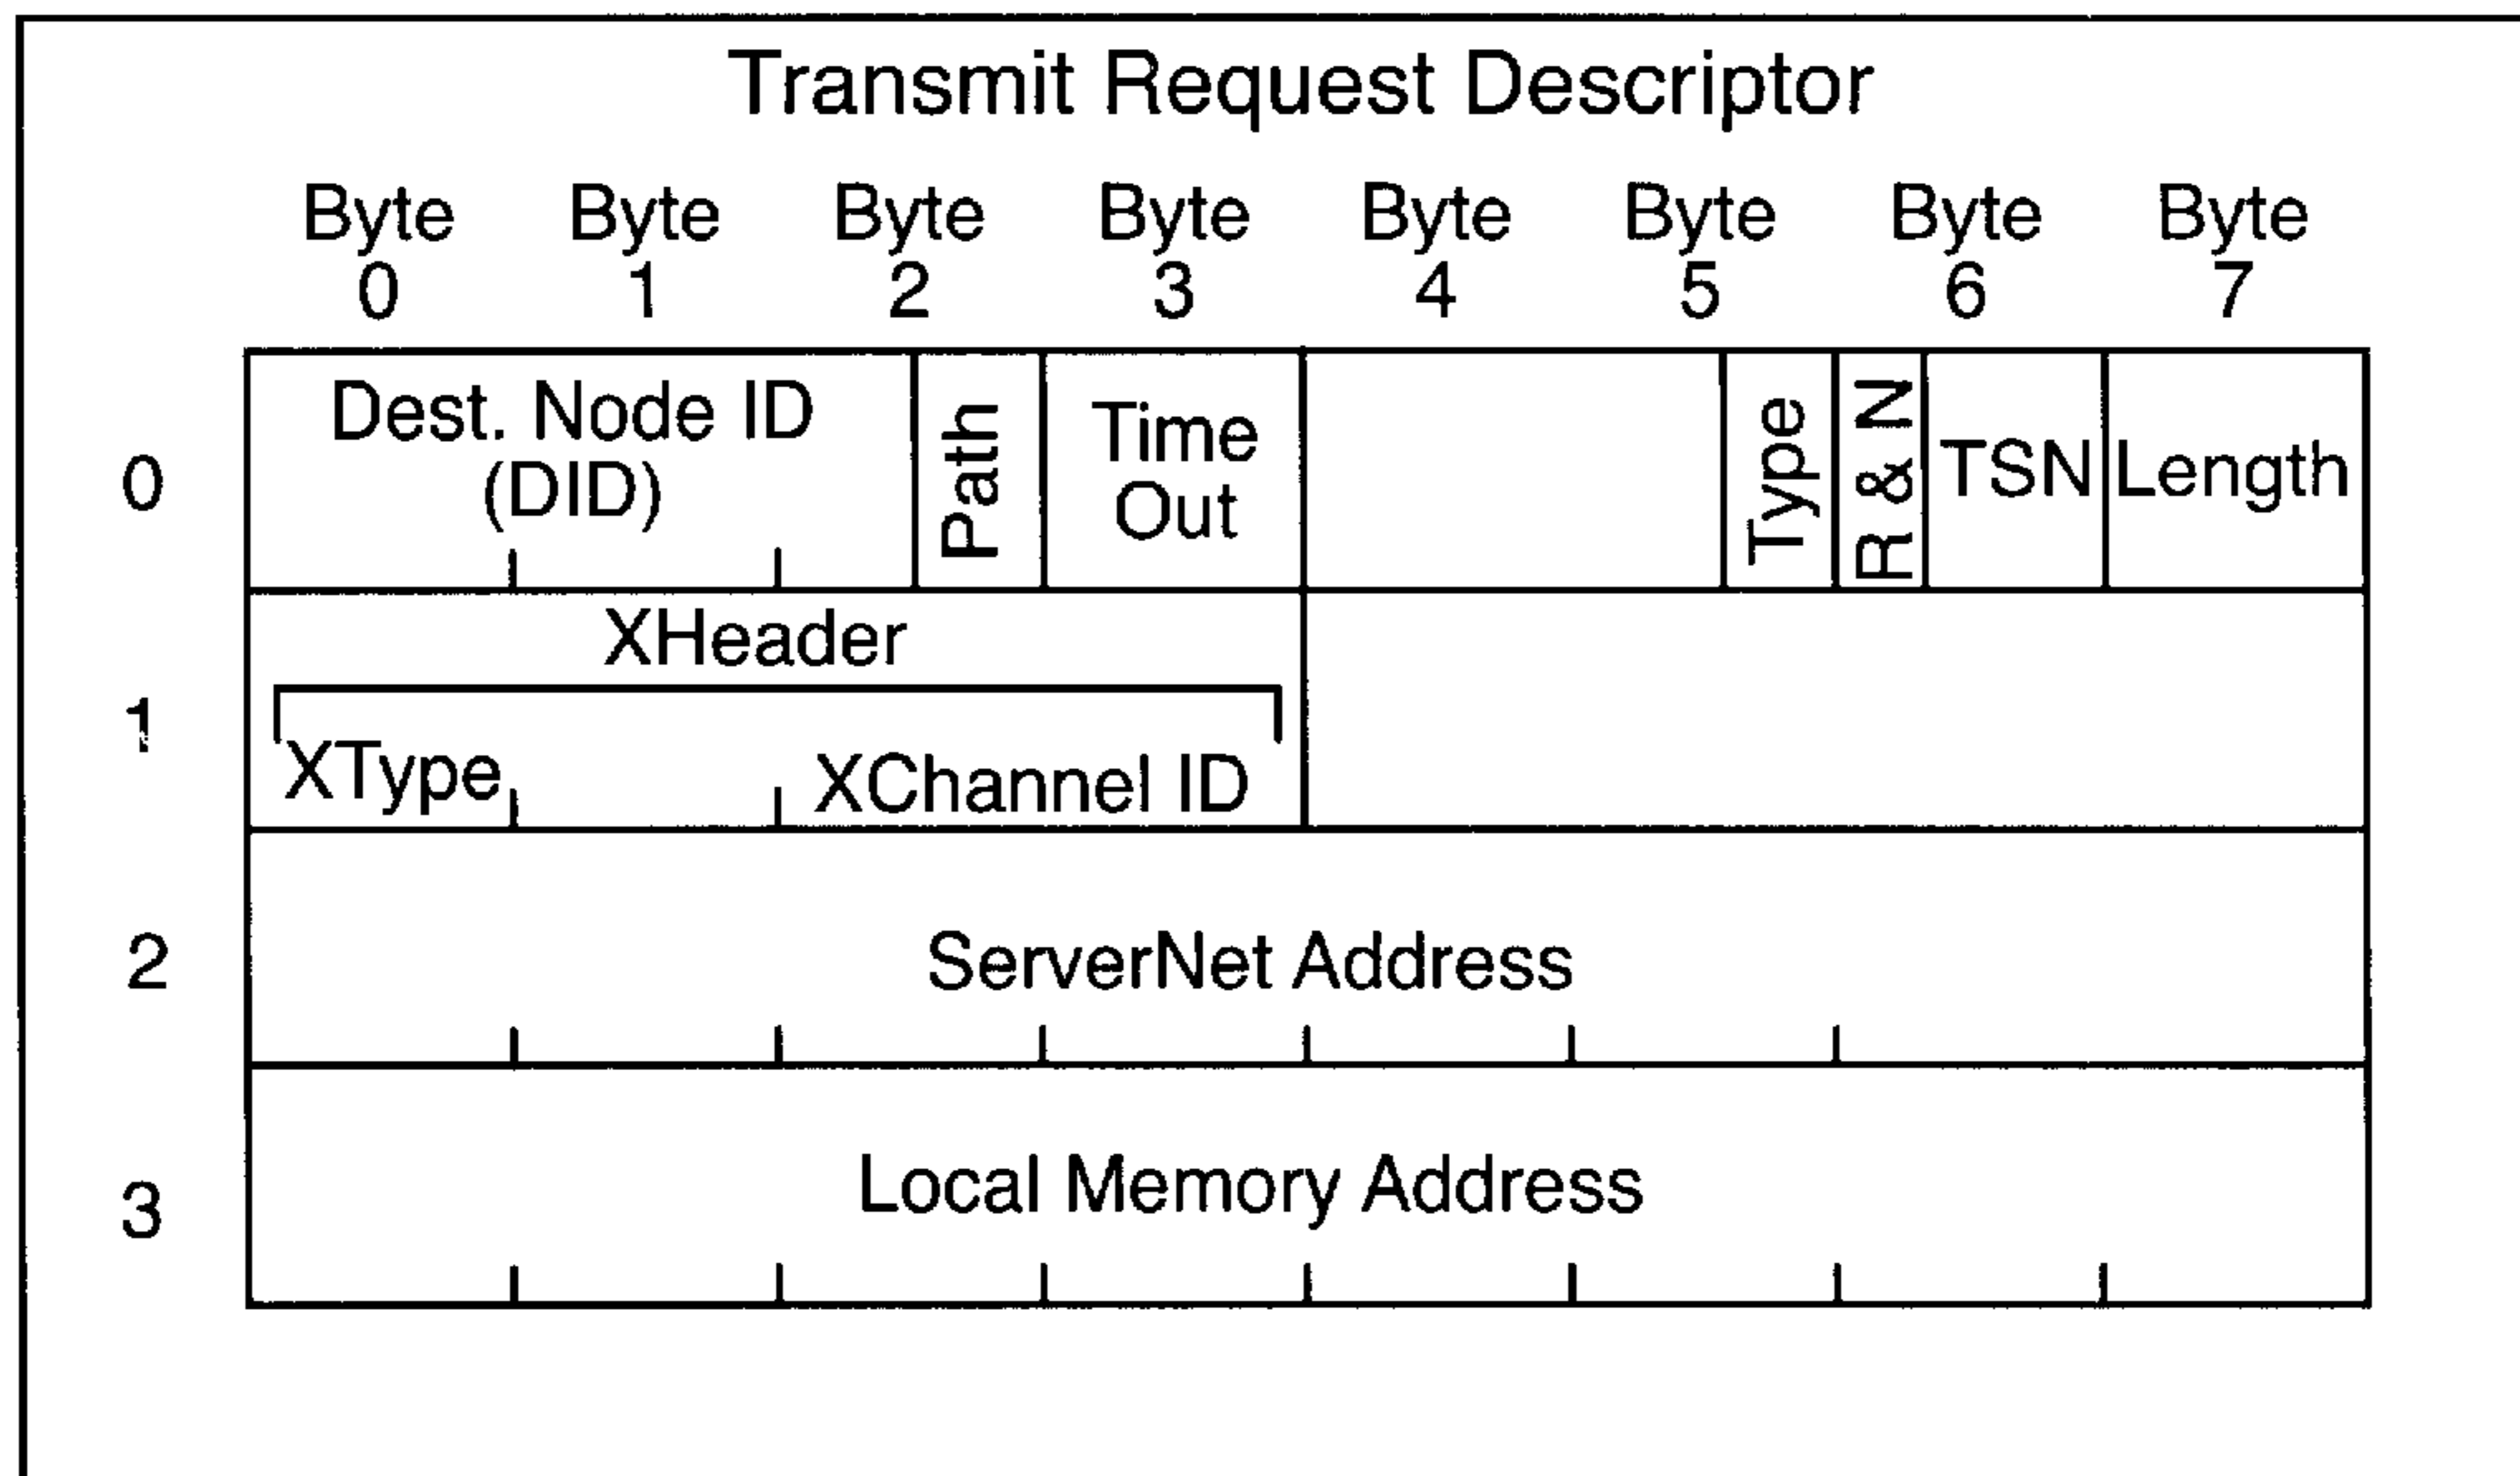 Transmit Request Descriptor
Byte Byte Byte Byte Byte Byte Byte Byte
0 1 2 3 4 5 6 7
0
Dest. Node ID
(DID)
Path
Time
Out
Type
R & N
TSN
Length
1
XHeader
XType
XChannel ID
2
ServerNet Address
3
Local Memory Address